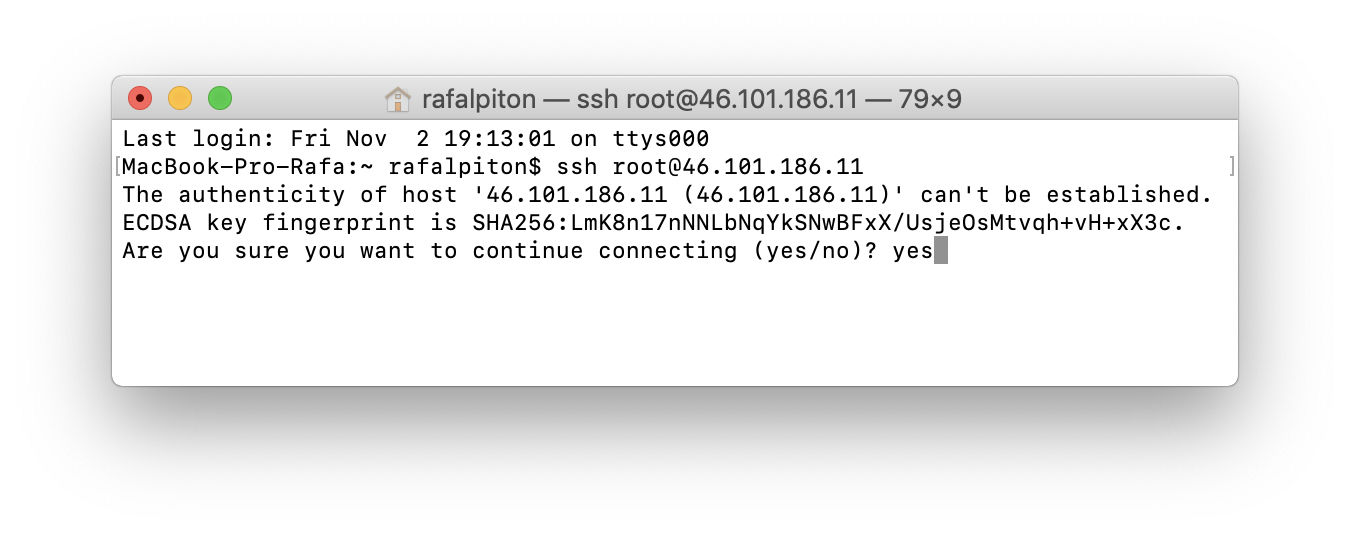 rafalpiton — ssh root@46.101.186.11 — 79×9
Last login: Fri Nov  2 19:13:01 on ttys000
[MacBook-Pro-Rafa:~ rafalpiton$ ssh root@46.101.186.11 ]
The authenticity of host '46.101.186.11 (46.101.186.11)' can't be established.
ECDSA key fingerprint is SHA256:LmK8n17nNNLbNqYkSNwBFxX/UsjeOsMtvqh+vH+xX3c.
Are you sure you want to continue connecting (yes/no)? yes